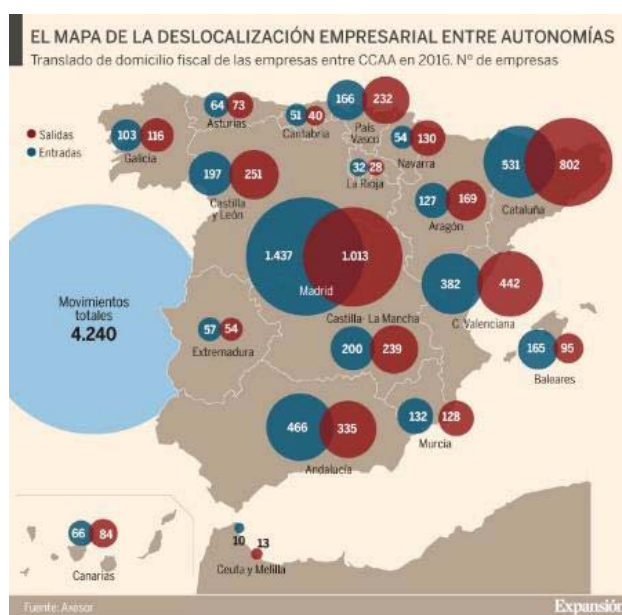 EL MAPA DE LA DESLOCALIZACIÓN EMPRESARIAL ENTRE AUTONOMÍAS
Translado de domicilio fiscal de las empresas entre CCAA en 2016. Nº de empresas
Salidas
Entradas
103 116
Galicia
64 73
Asturias
51 40
Cantabria
166 232
País
Vasco
54 130
Navarra
32 28
La Rioja
531 802
Cataluña
197 251
Castilla
y León
127 169
Aragón
1.437 1.013
Madrid
382 442
C. Valenciana
Movimientos
totales
4.240
57 54
Extremadura
Castilla- La Mancha
200 239
165 95
Baleares
466 335
Andalucía
132 128
Murcia
66 84
Canarias
10 13
Ceuta y Melilla
Fuente: Axesor
Expansión